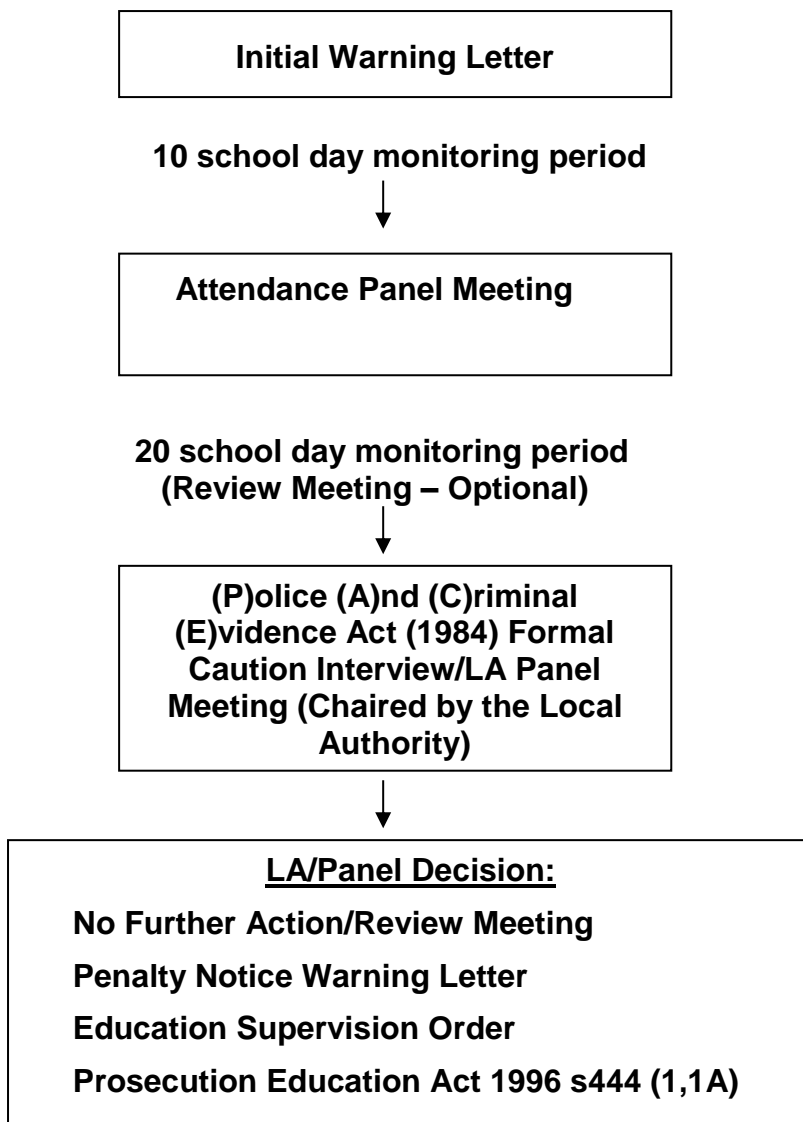 Initial Warning Letter
10 school day monitoring period
Attendance Panel Meeting
20 school day monitoring period
(Review Meeting – Optional)
(P)olice (A)nd (C)riminal
(E)vidence Act (1984) Formal
Caution Interview/LA Panel
Meeting (Chaired by the Local
Authority)
LA/Panel Decision:
No Further Action/Review Meeting
Penalty Notice Warning Letter
Education Supervision Order
Prosecution Education Act 1996 s444 (1,1A)